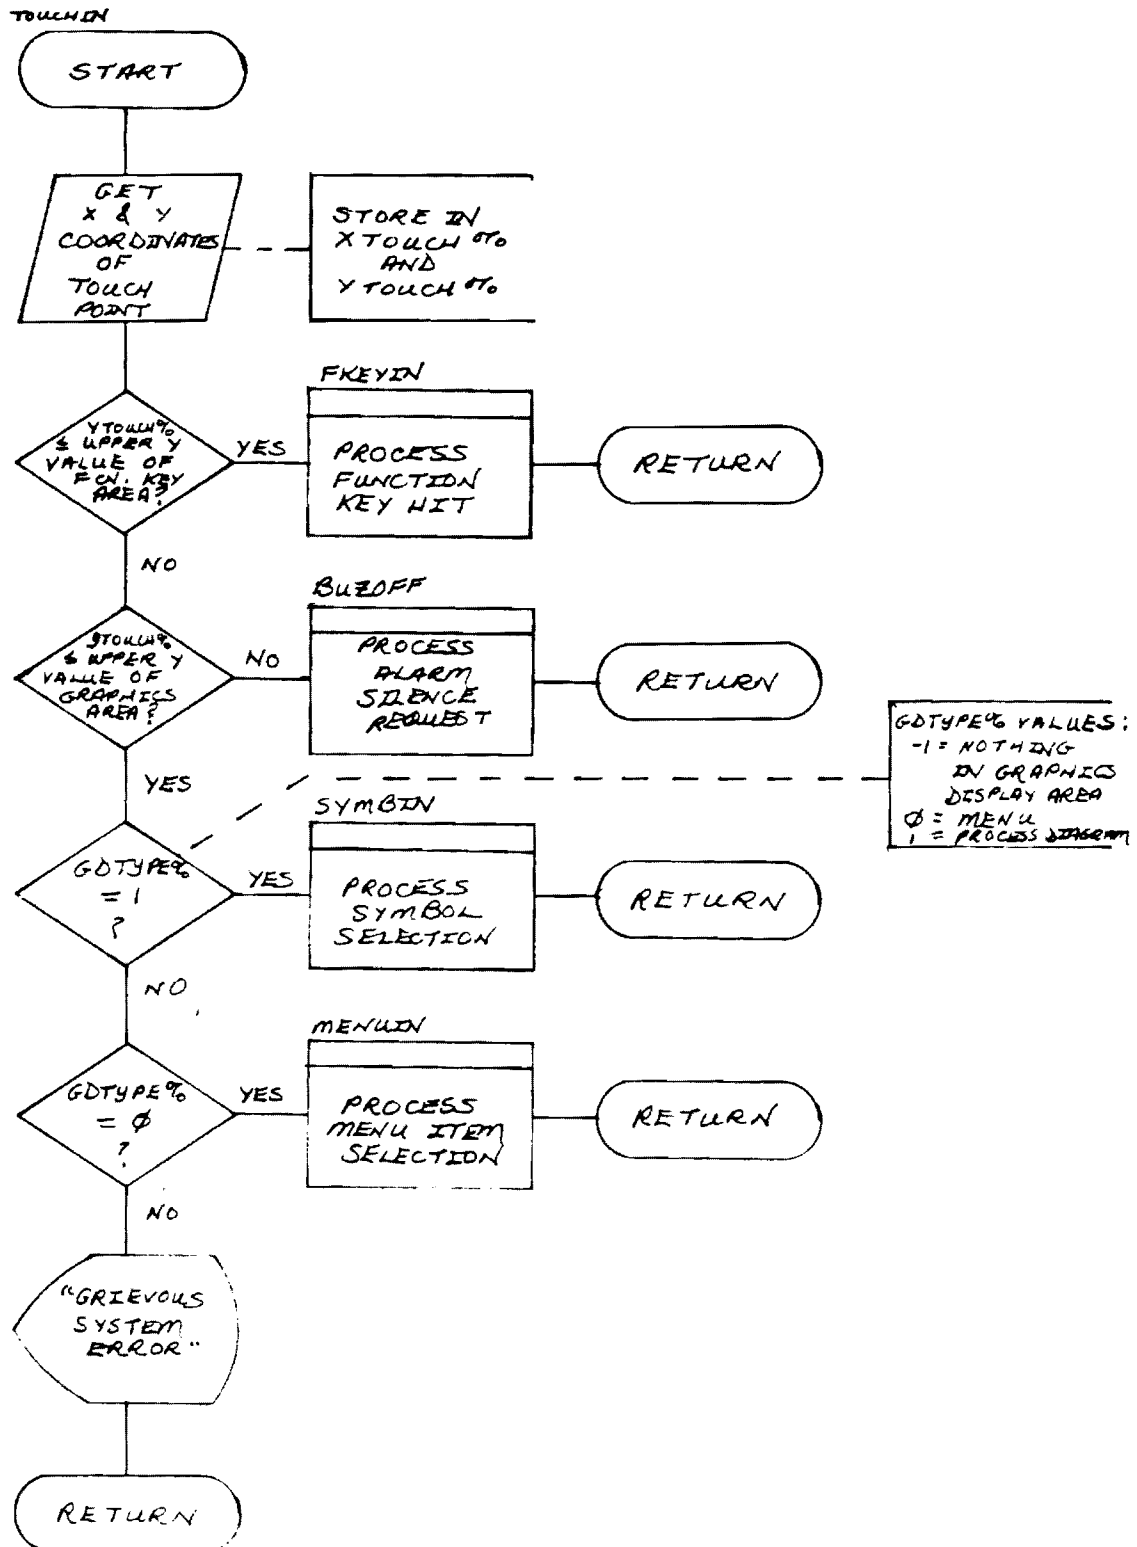 TOUCHIN
START
GET
X & Y
COORDINATES
OF
TOUCH
POINT
STORE IN
XTOUCH%
AND
YTOUCH%
YTOUCH%
≤ UPPER Y
VALUE OF
FCN. KEY
AREA?
YES
FKEYIN
PROCESS
FUNCTION
KEY HIT
RETURN
NO
YTOUCH%
≤ UPPER Y
VALUE OF
GRAPHICS
AREA?
NO
BUZOFF
PROCESS
ALARM
SILENCE
REQUEST
RETURN
YES
GDTYPE% VALUES:
-1 = NOTHING
IN GRAPHICS
DISPLAY AREA
Ø = MENU
1 = PROCESS DIAGRAM
GDTYPE%
= 1
?
YES
SYMBIN
PROCESS
SYMBOL
SELECTION
RETURN
NO
GDTYPE%
= Ø
?
YES
MENUIN
PROCESS
MENU ITEM
SELECTION
RETURN
NO
"GRIEVOUS
SYSTEM
ERROR"
RETURN